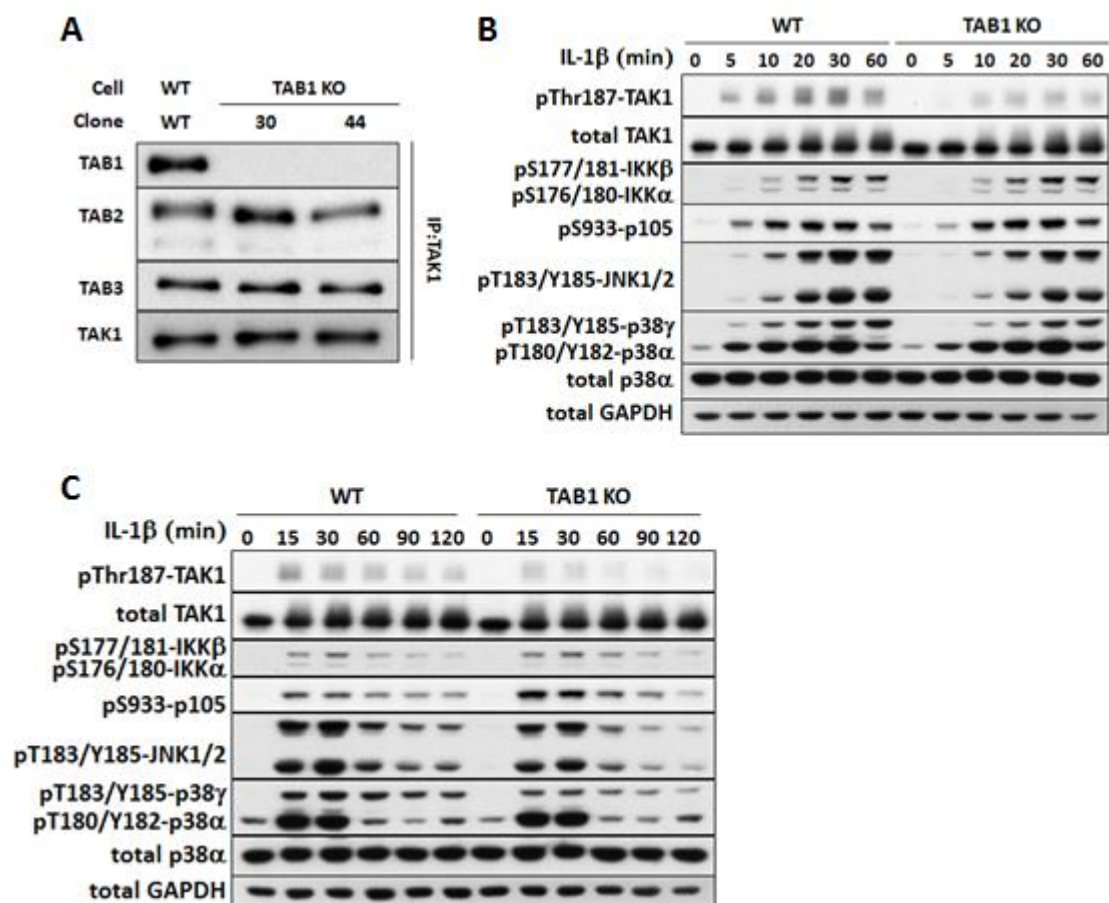 A
Cell WT TAB1 KO
Clone WT 30 44
TAB1
TAB2
TAB3
TAK1
IP:TAK1
B
WT TAB1 KO
IL-1β (min) 0 5 10 20 30 60 0 5 10 20 30 60
pThr187-TAK1
total TAK1
pS177/181-IKKβ
pS176/180-IKKα
pS933-p105
pT183/Y185-JNK1/2
pT183/Y185-p38γ
pT180/Y182-p38α
total p38α
total GAPDH
C
WT TAB1 KO
IL-1β (min) 0 15 30 60 90 120 0 15 30 60 90 120
pThr187-TAK1
total TAK1
pS177/181-IKKβ
pS176/180-IKKα
pS933-p105
pT183/Y185-JNK1/2
pT183/Y185-p38γ
pT180/Y182-p38α
total p38α
total GAPDH